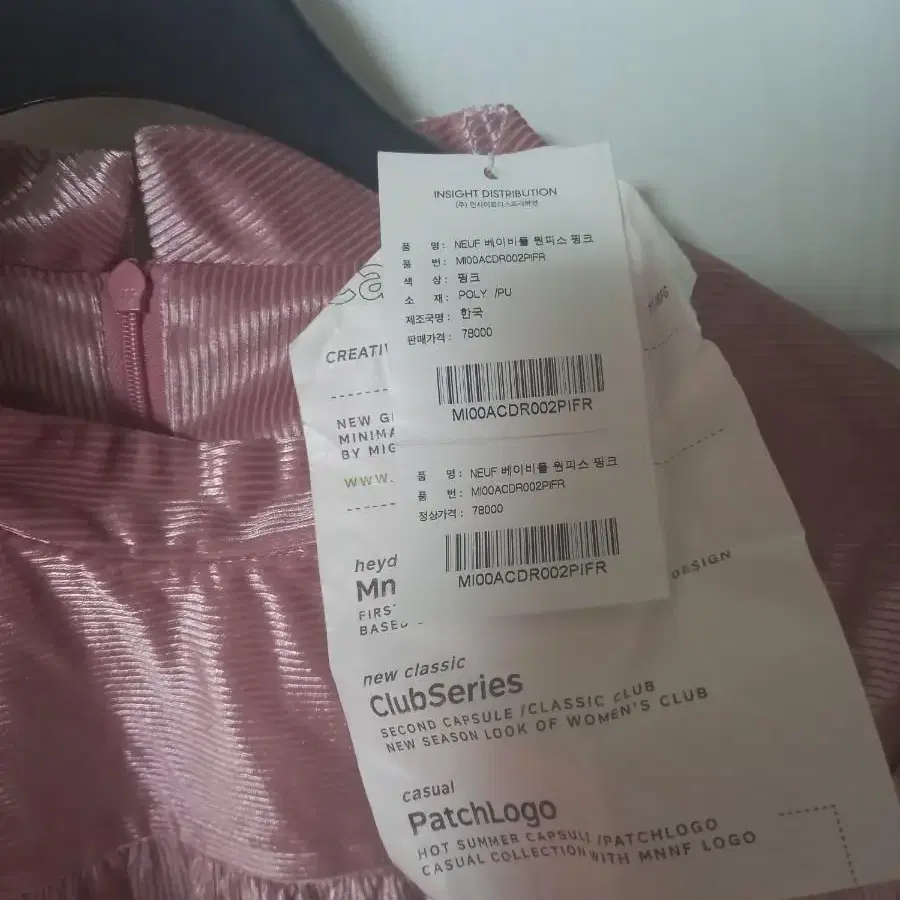 INSIGHT DISTRIBUTION
(주) 인사이트디스트리뷰션
품 명 : NEUF 베이비돌 원피스 핑크
품 번 : MI00ACDR002PIFR
색 상 : 핑크
소 재 : POLY /PU
제조국명 : 한국
판매가격 : 78000
MI00ACDR002PIFR
품 명 : NEUF 베이비돌 원피스 핑크
품 번 : MI00ACDR002PIFR
정상가격 : 78000
MI00ACDR002PIFR
CREATI
NEW G
MINIMA
BY MIG
www.
heyd
Mn
FIRS
BASE
DESIGN
new classic
ClubSeries
SECOND CAPSULE /CLASSIC CLUB
NEW SEASON LOOK OF WOMEN'S CLUB
casual
PatchLogo
HOT SUMMER CAPSULE /PATCHLOGO
CASUAL COLLECTION WITH MNNF LOGO